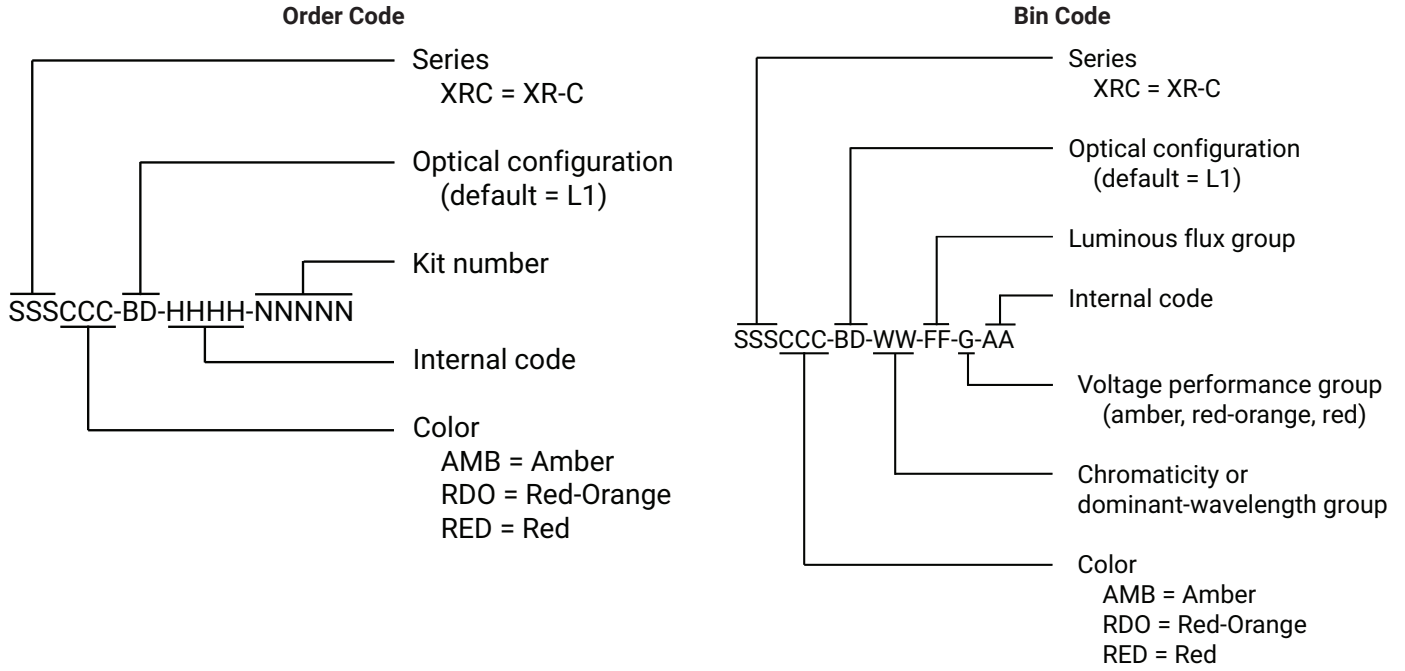 Order Code
Series
XRC = XR-C
Optical configuration
(default = L1)
Kit number
SSSCCC-BD-HHHH-NNNNN
Internal code
Color
AMB = Amber
RDO = Red-Orange
RED = Red
Bin Code
Series
XRC = XR-C
Optical configuration
(default = L1)
Luminous flux group
Internal code
SSSCCC-BD-WW-FF-G-AA
Voltage performance group
(amber, red-orange, red)
Chromaticity or
dominant-wavelength group
Color
AMB = Amber
RDO = Red-Orange
RED = Red